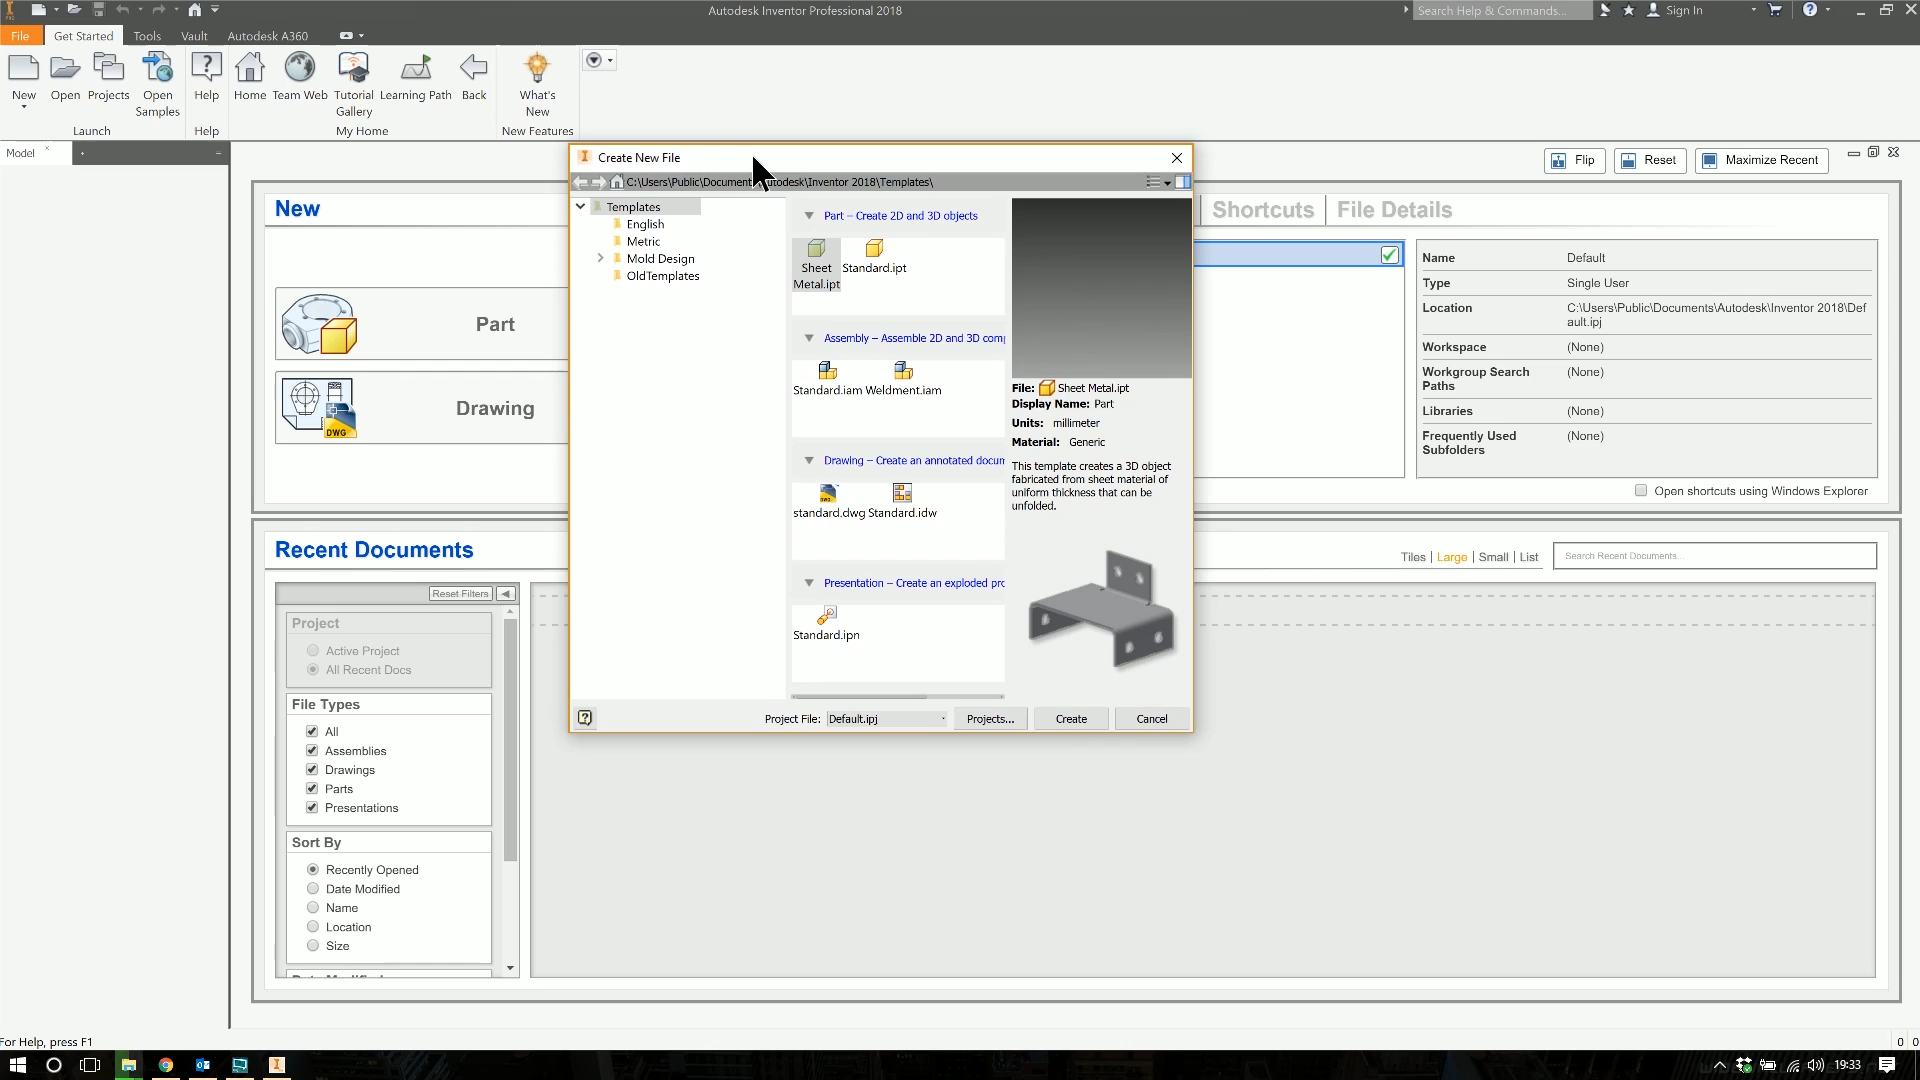 Autodesk Inventor Professional 2018
Search Help & Commands...
Sign In
File
Get Started
Tools
Vault
Autodesk A360
New
Open
Projects
Open
Samples
Help
Home
Team Web
Tutorial
Gallery
Learning Path
Back
What's
New
Launch
Help
My Home
New Features
Model
Flip
Reset
Maximize Recent
New
Part
Drawing
DWG
Shortcuts
File Details
Name Default
Type Single User
Location C:\Users\Public\Documents\Autodesk\Inventor 2018\Def
ault.ipj
Workspace (None)
Workgroup Search (None)
Paths
Libraries (None)
Frequently Used (None)
Subfolders
Open shortcuts using Windows Explorer
Create New File
C:\Users\Public\Document utodesk\Inventor 2018\Templates\
Templates
English
Metric
Mold Design
OldTemplates
Part – Create 2D and 3D objects
Sheet
Metal.ipt
Standard.ipt
Assembly – Assemble 2D and 3D comp
Standard.iam Weldment.iam
Drawing – Create an annotated docum
standard.dwg Standard.idw
Presentation – Create an exploded pro
Standard.ipn
File: Sheet Metal.ipt
Display Name: Part
Units: millimeter
Material: Generic
This template creates a 3D object
fabricated from sheet material of
uniform thickness that can be
unfolded.
Project File: Default.ipj
Projects...
Create
Cancel
Recent Documents
Tiles | Large | Small | List
Search Recent Documents...
Reset Filters
Project
Active Project
All Recent Docs
File Types
All
Assemblies
Drawings
Parts
Presentations
Sort By
Recently Opened
Date Modified
Name
Location
Size
For Help, press F1
0 0
19:33